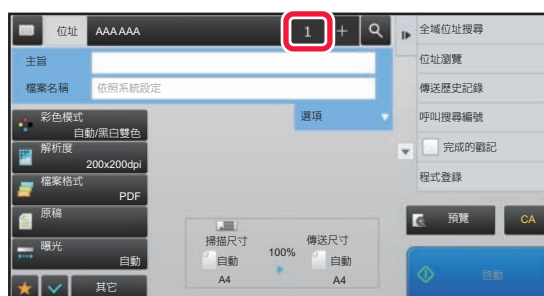 位址 AAA AAA 1 +
主旨
檔案名稱 依照系統設定
彩色模式
自動/黑白雙色
解析度
200x200dpi
檔案格式
PDF
原稿
曝光
自動
其它
選項
掃描尺寸
自動
A4
100%
傳送尺寸
自動
A4
全域位址搜尋
位址瀏覽
傳送歷史記錄
呼叫搜尋編號
完成的戳記
程式登錄
預覽 CA
啓動